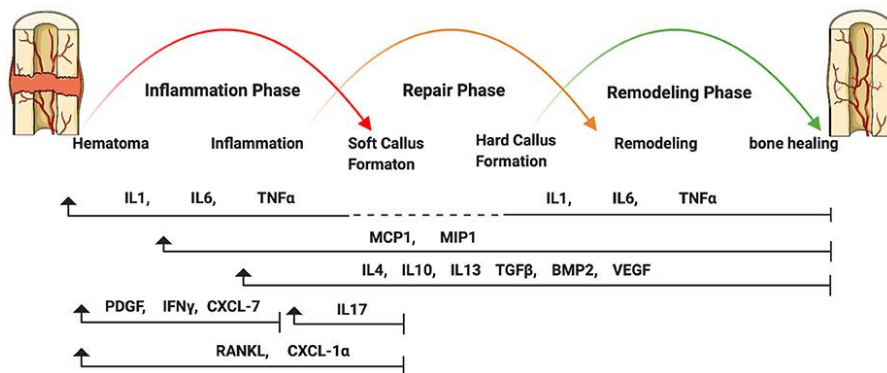 Inflammation Phase
Repair Phase
Remodeling Phase
Hematoma
Inflammation
Soft Callus
Formaton
Hard Callus
Formation
Remodeling
bone healing
IL1, IL6, TNFα
IL1, IL6, TNFα
MCP1, MIP1
IL4, IL10, IL13 TGFβ, BMP2, VEGF
PDGF, IFNγ, CXCL-7
IL17
RANKL, CXCL-1α